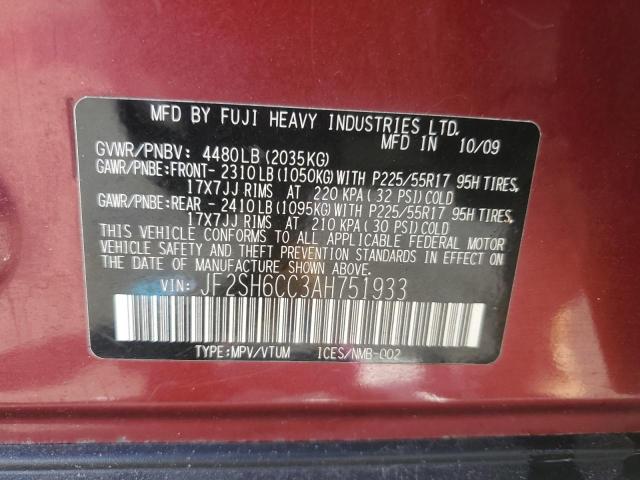 MFD BY FUJI HEAVY INDUSTRIES LTD.
MFD IN 10/09
GVWR/PNBV: 4480LB(2035KG)
GAWR/PNBE:FRONT- 2310LB(1050KG)WITH P225/55R17 95H TIRES,
17X7JJ RIMS AT 220 KPA(32 PSI)COLD
GAWR/PNBE:REAR - 2410LB(1095KG)WITH P225/55R17 95H TIRES,
17X7JJ RIMS AT 210 KPA(30 PSI)COLD
THIS VEHICLE CONFORMS TO ALL APPLICABLE FEDERAL MOTOR
VEHICLE SAFETY AND THEFT PREVENTION STANDARDS IN EFFECT
ON THE DATE OF MANUFACTURE SHOWN ABOVE.
VIN: JF2SH6CC3AH751933
TYPE:MPV/VTUM ICES/NMB-002